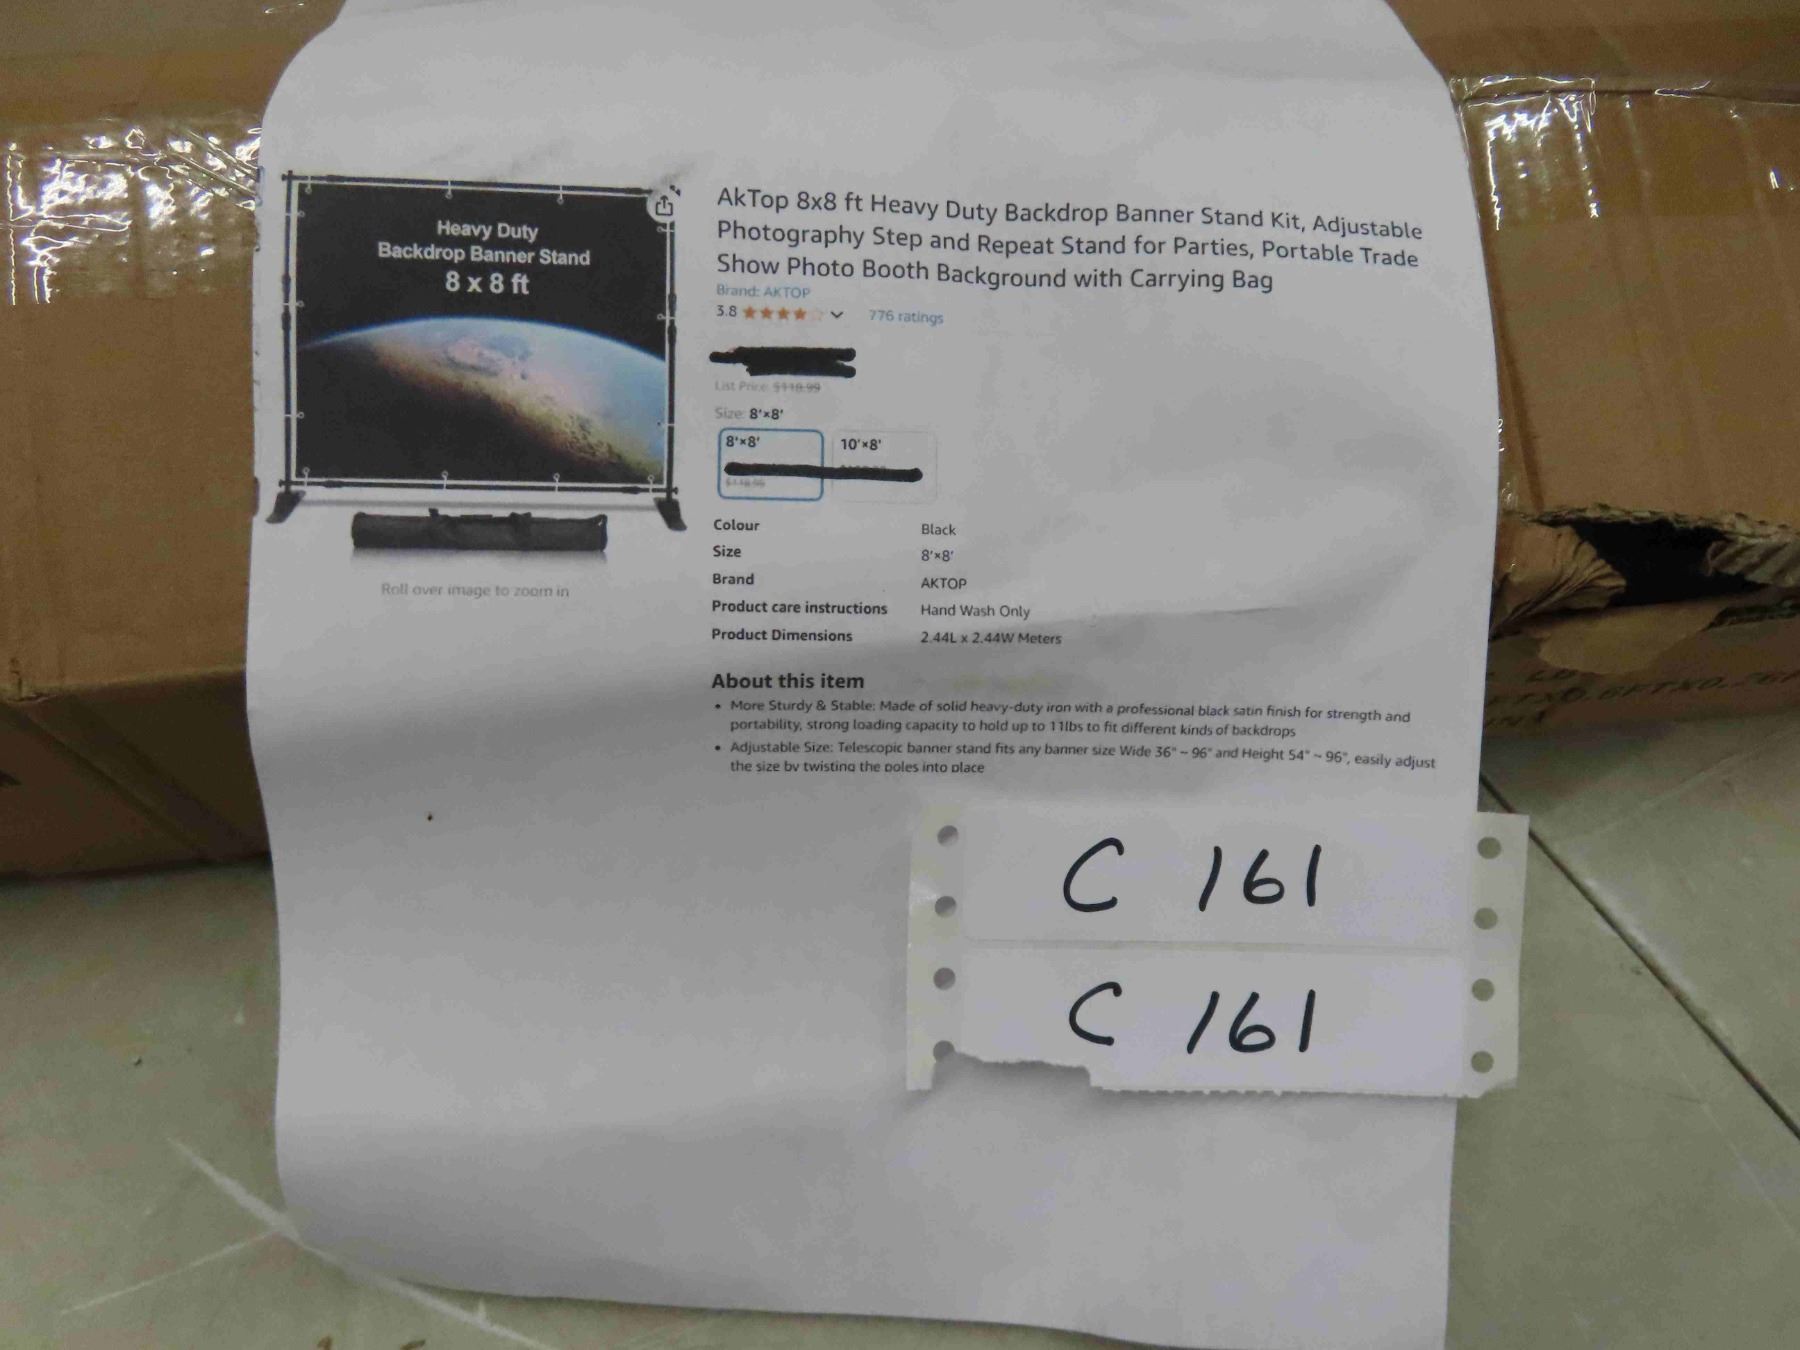 Heavy Duty
Backdrop Banner Stand
8 x 8 ft
Roll over image to zoom in
AkTop 8x8 ft Heavy Duty Backdrop Banner Stand Kit, Adjustable
Photography Step and Repeat Stand for Parties, Portable Trade
Show Photo Booth Background with Carrying Bag
Brand: AKTOP
3.8 776 ratings
List Price: $118.99
Size: 8'×8'
8'×8' 10'×8'
Colour Black
Size 8'×8'
Brand AKTOP
Product care instructions Hand Wash Only
Product Dimensions 2.44L x 2.44W Meters
About this item
• More Sturdy & Stable: Made of solid heavy-duty iron with a professional black satin finish for strength and
portability, strong loading capacity to hold up to 11lbs to fit different kinds of backdrops
• Adjustable Size: Telescopic banner stand fits any banner size Wide 36" ~ 96" and Height 54" ~ 96", easily adjust
the size by twisting the poles into place
C 161
C 161